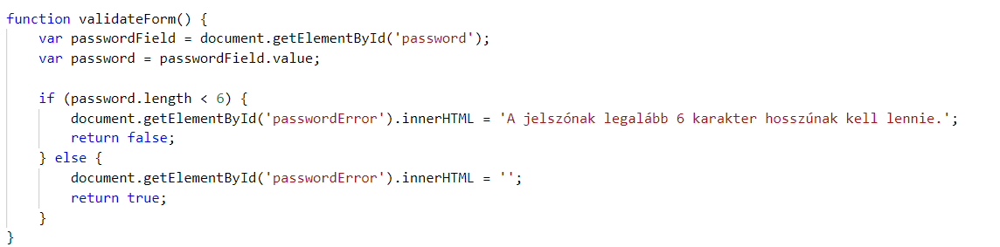 function validateForm() {
    var passwordField = document.getElementById('password');
    var password = passwordField.value;

    if (password.length < 6) {
        document.getElementById('passwordError').innerHTML = 'A jelszónak legalább 6 karakter hosszúnak kell lennie.';
        return false;
    } else {
        document.getElementById('passwordError').innerHTML = '';
        return true;
    }
}